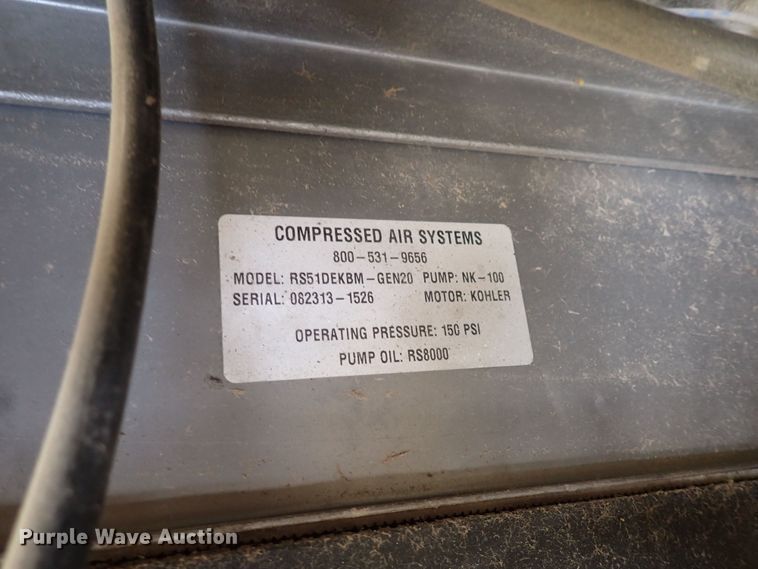 COMPRESSED AIR SYSTEMS
800-531-9656
MODEL: RS51DEKBM-GEN20 PUMP: NK-100
SERIAL: 082313-1526 MOTOR: KOHLER
OPERATING PRESSURE: 150 PSI
PUMP OIL: RS8000
Purple Wave Auction